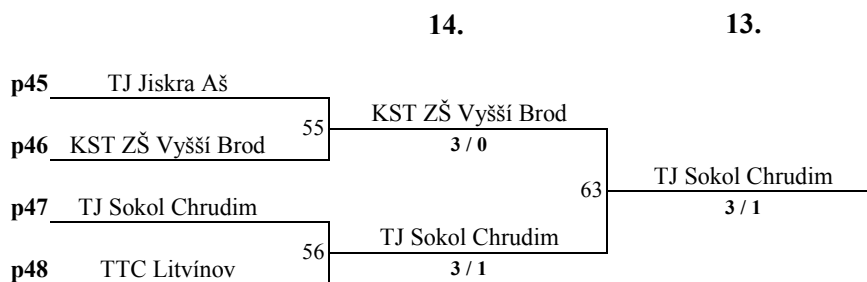 14. 13.
p45 TJ Jiskra Aš
55 KST ZŠ Vyšší Brod
p46 KST ZŠ Vyšší Brod 3 / 0
63 TJ Sokol Chrudim
p47 TJ Sokol Chrudim 3 / 1
56 TJ Sokol Chrudim
p48 TTC Litvínov 3 / 1